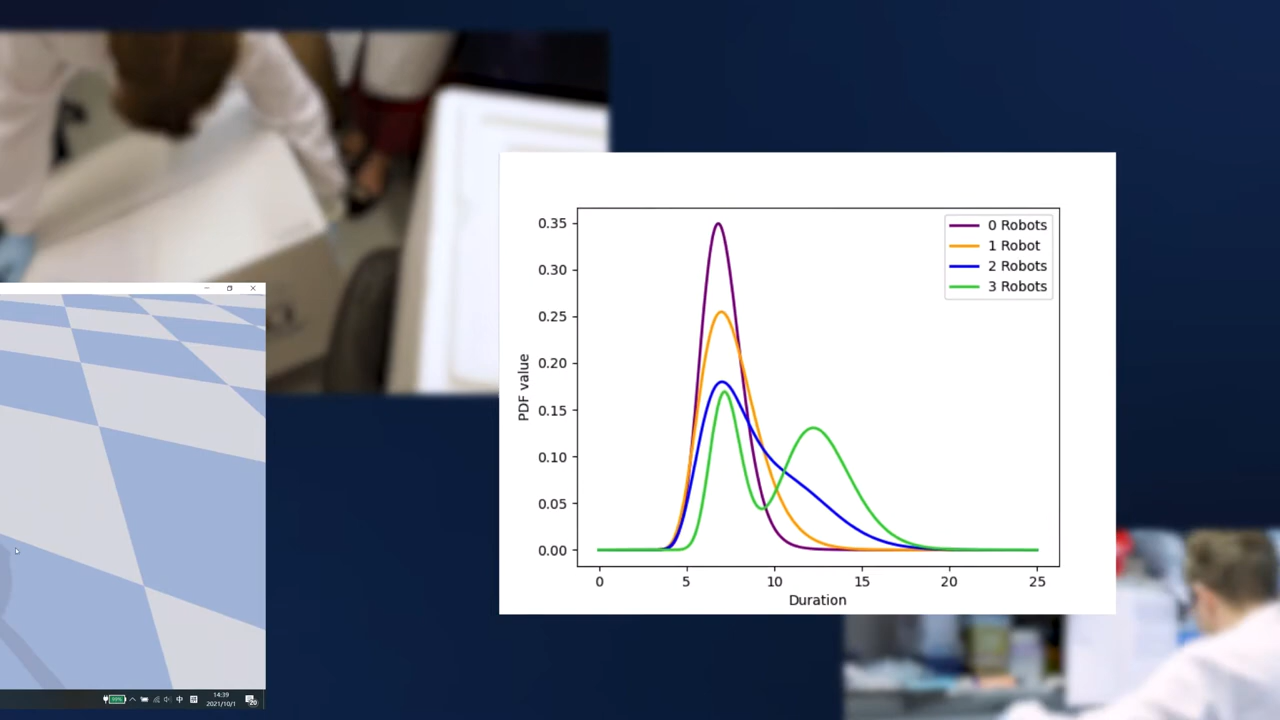 0 Robots
1 Robot
2 Robots
3 Robots
0.35
0.30
0.25
0.20
0.15
0.10
0.05
0.00
PDF value
0 5 10 15 20 25
Duration
中
14:39
2021/10/1
20